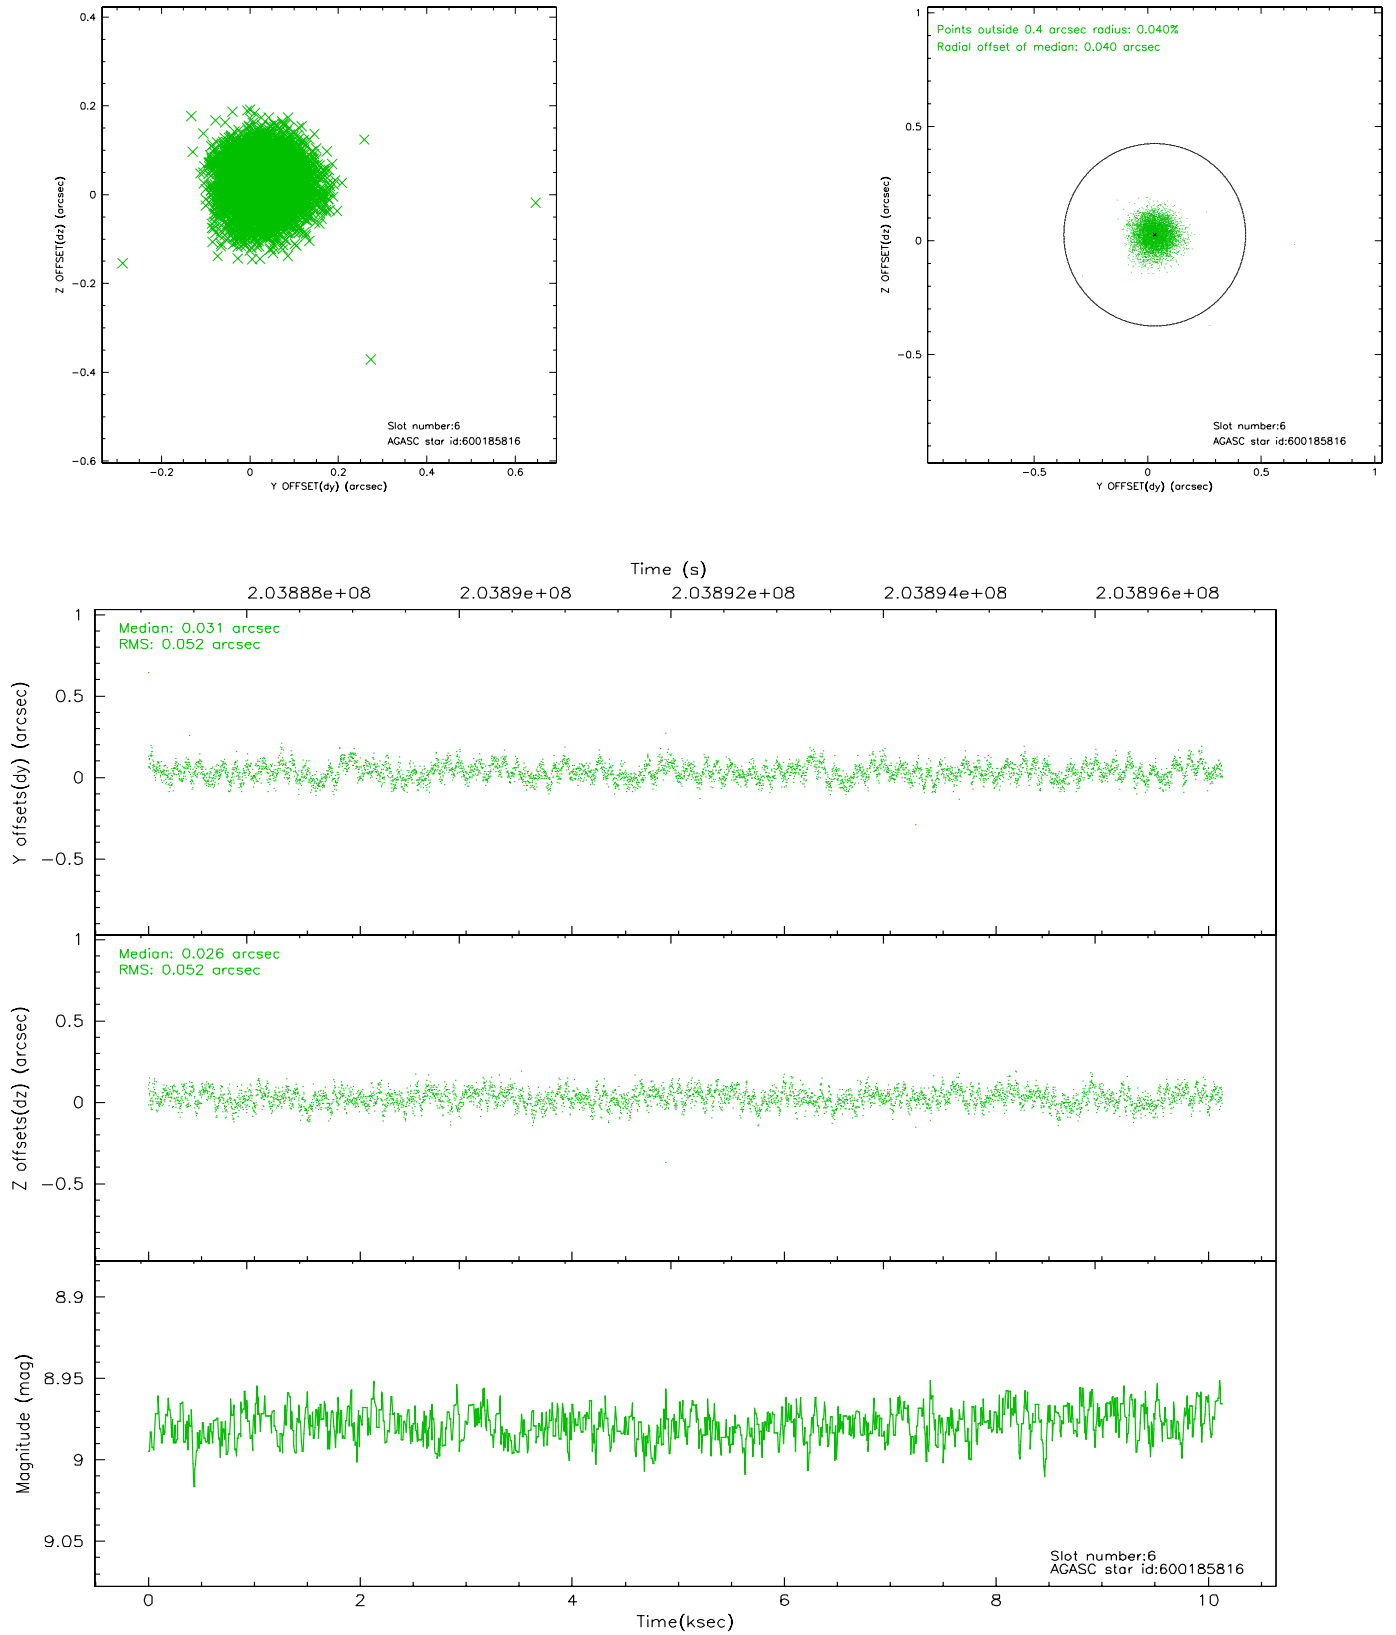 0.4
0.2
0
−0.2
−0.4
−0.6
Z OFFSET(dz) (arcsec)
Slot number:6
AGASC star id:600185816
−0.2 0 0.2 0.4 0.6
Y OFFSET(dy) (arcsec)
1
0.5
0
−0.5
Z OFFSET(dz) (arcsec)
Points outside 0.4 arcsec radius: 0.040%
Radial offset of median: 0.040 arcsec
Slot number:6
AGASC star id:600185816
−0.5 0 0.5 1
Y OFFSET(dy) (arcsec)
Time (s)
2.03888e+08 2.0389e+08 2.03892e+08 2.03894e+08 2.03896e+08
Median: 0.031 arcsec
RMS: 0.052 arcsec
1
0.5
0
−0.5
Y offsets(dy) (arcsec)
Median: 0.026 arcsec
RMS: 0.052 arcsec
1
0.5
0
−0.5
Z offsets(dz) (arcsec)
8.9
8.95
9
9.05
Magnitude (mag)
Slot number:6
AGASC star id:600185816
0 2 4 6 8 10
Time(ksec)